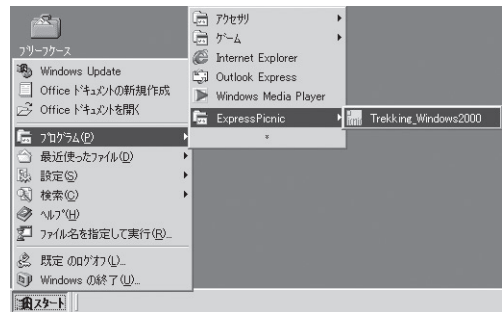 ブリーフケース
Windows Update
Office ドキュメントの新規作成
Office ドキュメントを開く
プログラム(P)
最近使ったファイル(D)
設定(S)
検索(C)
ヘルプ(H)
ファイル名を指定して実行(R)...
既定 のログオフ(L)...
Windows の終了(U)...
スタート
アクセサリ
ゲーム
Internet Explorer
Outlook Express
Windows Media Player
ExpressPicnic
Trekking_Windows2000